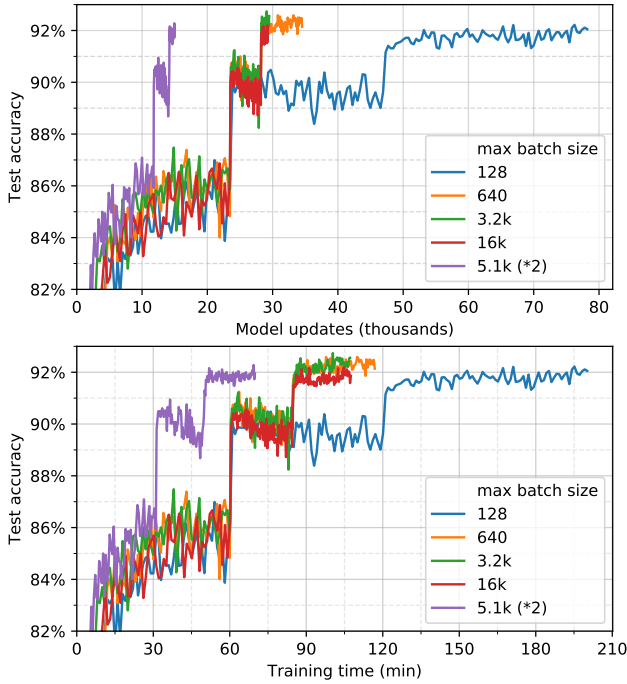 92%
90%
88%
86%
84%
82%
Test accuracy
max batch size
128
640
3.2k
16k
5.1k (*2)
0 10 20 30 40 50 60 70 80
Model updates (thousands)
92%
90%
88%
86%
84%
82%
Test accuracy
max batch size
128
640
3.2k
16k
5.1k (*2)
0 30 60 90 120 150 180 210
Training time (min)